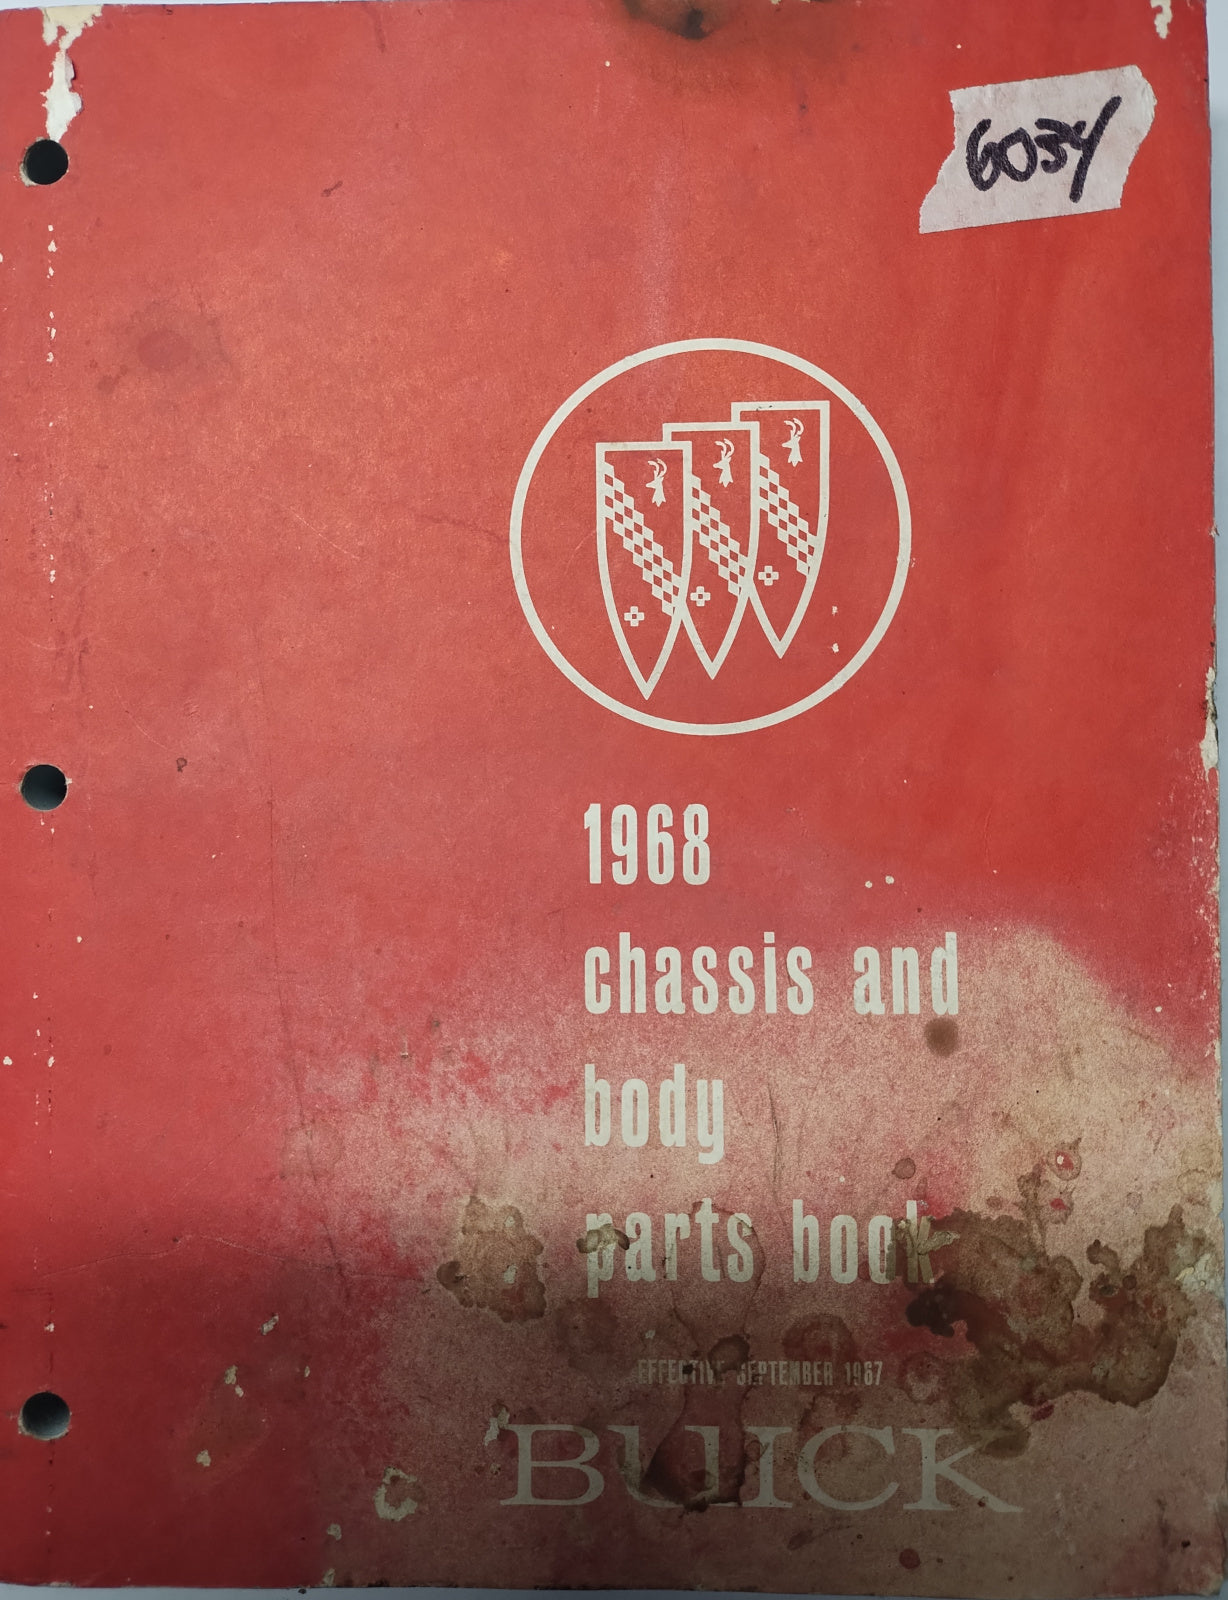 6034
1968
chassis and
body
parts book
EFFECTIVE SEPTEMBER 1967
BUICK